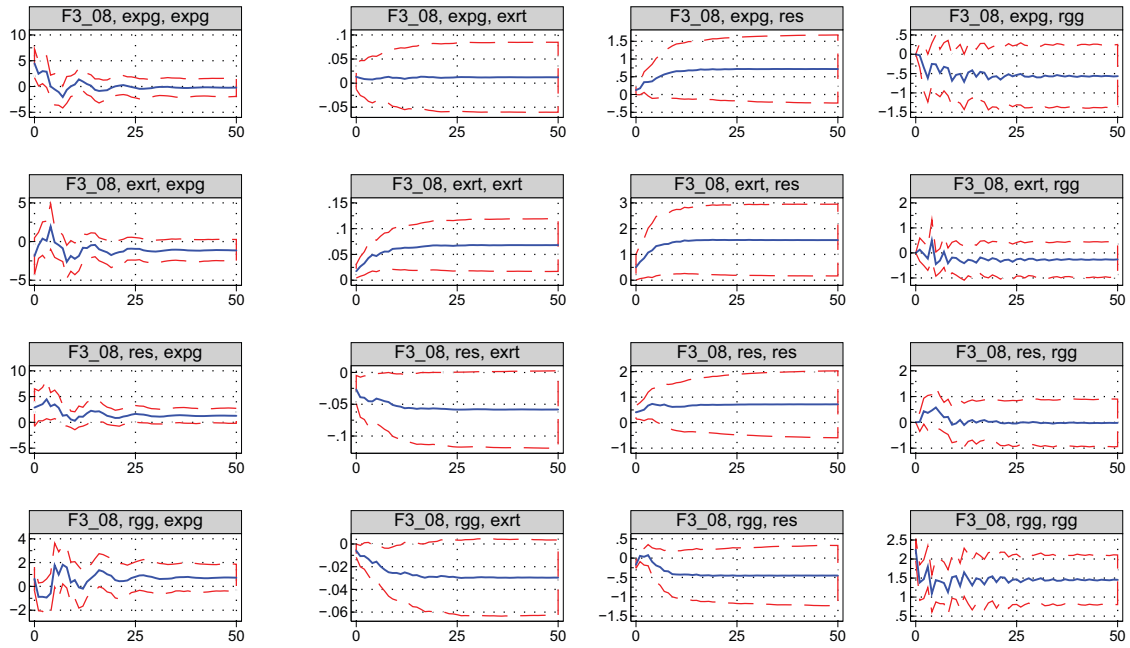 F3_08, expg, expg
10
5
0
−5
0 25 50
F3_08, expg, exrt
.1
.05
0
−.05
0 25 50
F3_08, expg, res
1.5
1
.5
0
−.5
0 25 50
F3_08, expg, rgg
.5
0
−.5
−1
−1.5
0 25 50
F3_08, exrt, expg
5
0
−5
0 25 50
F3_08, exrt, exrt
.15
.1
.05
0
0 25 50
F3_08, exrt, res
3
2
1
0
0 25 50
F3_08, exrt, rgg
2
1
0
−1
0 25 50
F3_08, res, expg
10
5
0
−5
0 25 50
F3_08, res, exrt
0
−.05
−.1
0 25 50
F3_08, res, res
2
1
0
−1
0 25 50
F3_08, res, rgg
2
1
0
−1
0 25 50
F3_08, rgg, expg
4
2
0
−2
0 25 50
F3_08, rgg, exrt
0
−.02
−.04
−.06
0 25 50
F3_08, rgg, res
.5
0
−.5
−1
−1.5
0 25 50
F3_08, rgg, rgg
2.5
2
1.5
1
.5
0 25 50